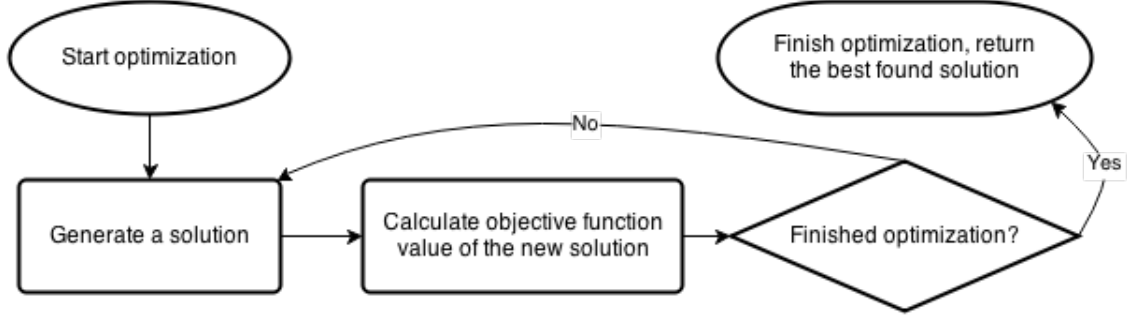 Start optimization
Finish optimization, return
the best found solution
No
Yes
Generate a solution
Calculate objective function
value of the new solution
Finished optimization?